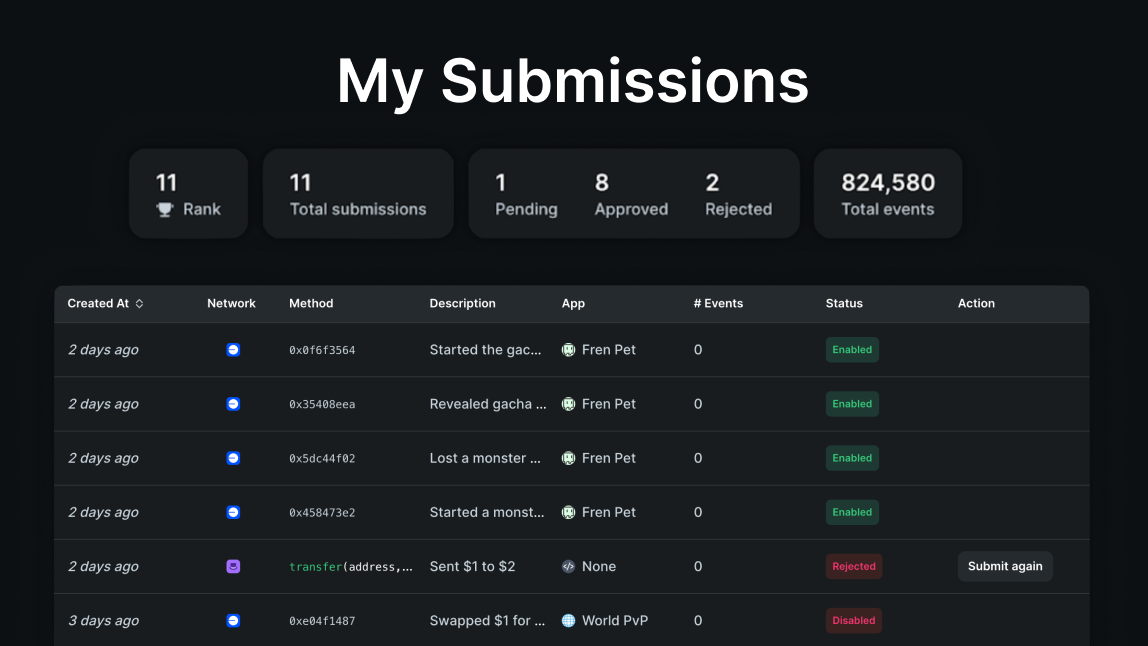 My Submissions
11
Rank
11
Total submissions
1
Pending
8
Approved
2
Rejected
824,580
Total events
Created At Network Method Description App # Events Status Action
2 days ago 0x0f6f3564 Started the gac... Fren Pet 0 Enabled
2 days ago 0x35408eea Revealed gacha ... Fren Pet 0 Enabled
2 days ago 0x5dc44f02 Lost a monster ... Fren Pet 0 Enabled
2 days ago 0x458473e2 Started a monst... Fren Pet 0 Enabled
2 days ago transfer(address,... Sent $1 to $2 None 0 Rejected Submit again
3 days ago 0xe04f1487 Swapped $1 for ... World PvP 0 Disabled